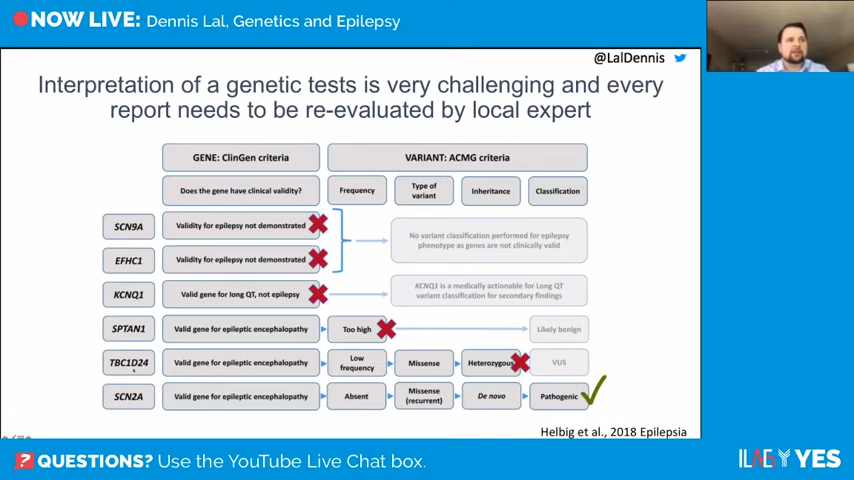 NOW LIVE: Dennis Lal, Genetics and Epilepsy
@LalDennis
Interpretation of a genetic tests is very challenging and every
report needs to be re-evaluated by local expert
GENE: ClinGen criteria
VARIANT: ACMG criteria
Does the gene have clinical validity?
Frequency
Type of
variant
Inheritance
Classification
SCN9A
Validity for epilepsy not demonstrated
No variant classification performed for epilepsy
phenotype as genes are not clinically valid
EFHC1
Validity for epilepsy not demonstrated
KCNQ1
Valid gene for long QT, not epilepsy
KCNQ1 is a medically actionable for Long QT
variant classification for secondary findings
SPTAN1
Valid gene for epileptic encephalopathy
Too high
Likely benign
TBC1D24
Valid gene for epileptic encephalopathy
Low
frequency
Missense
Heterozygous
VUS
SCN2A
Valid gene for epileptic encephalopathy
Absent
Missense
(recurrent)
De novo
Pathogenic
Helbig et al., 2018 Epilepsia
? QUESTIONS? Use the YouTube Live Chat box.
ILAE YES